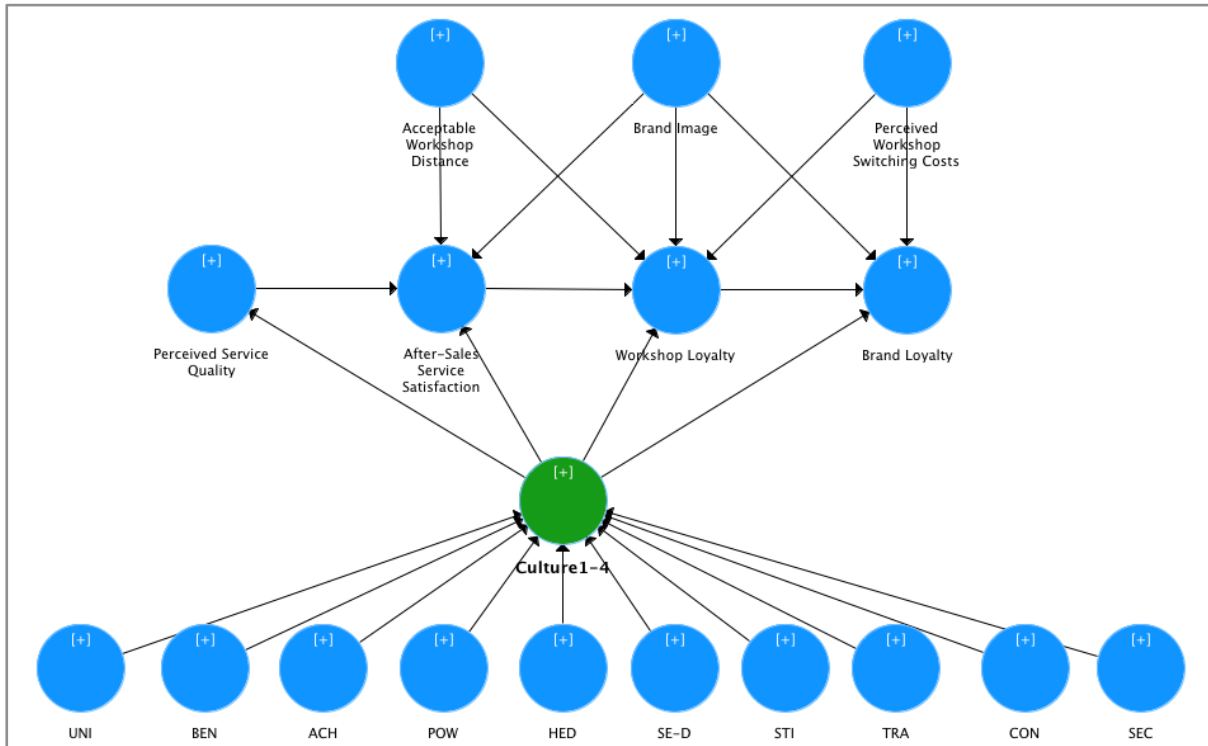 [+] [+] [+]
Acceptable Workshop Distance
Brand Image
Perceived Workshop Switching Costs
[+] [+] [+] [+]
Perceived Service Quality
After-Sales Service Satisfaction
Workshop Loyalty
Brand Loyalty
[+]
Culture1-4
[+] [+] [+] [+] [+] [+] [+] [+] [+] [+]
UNI BEN ACH POW HED SE-D STI TRA CON SEC